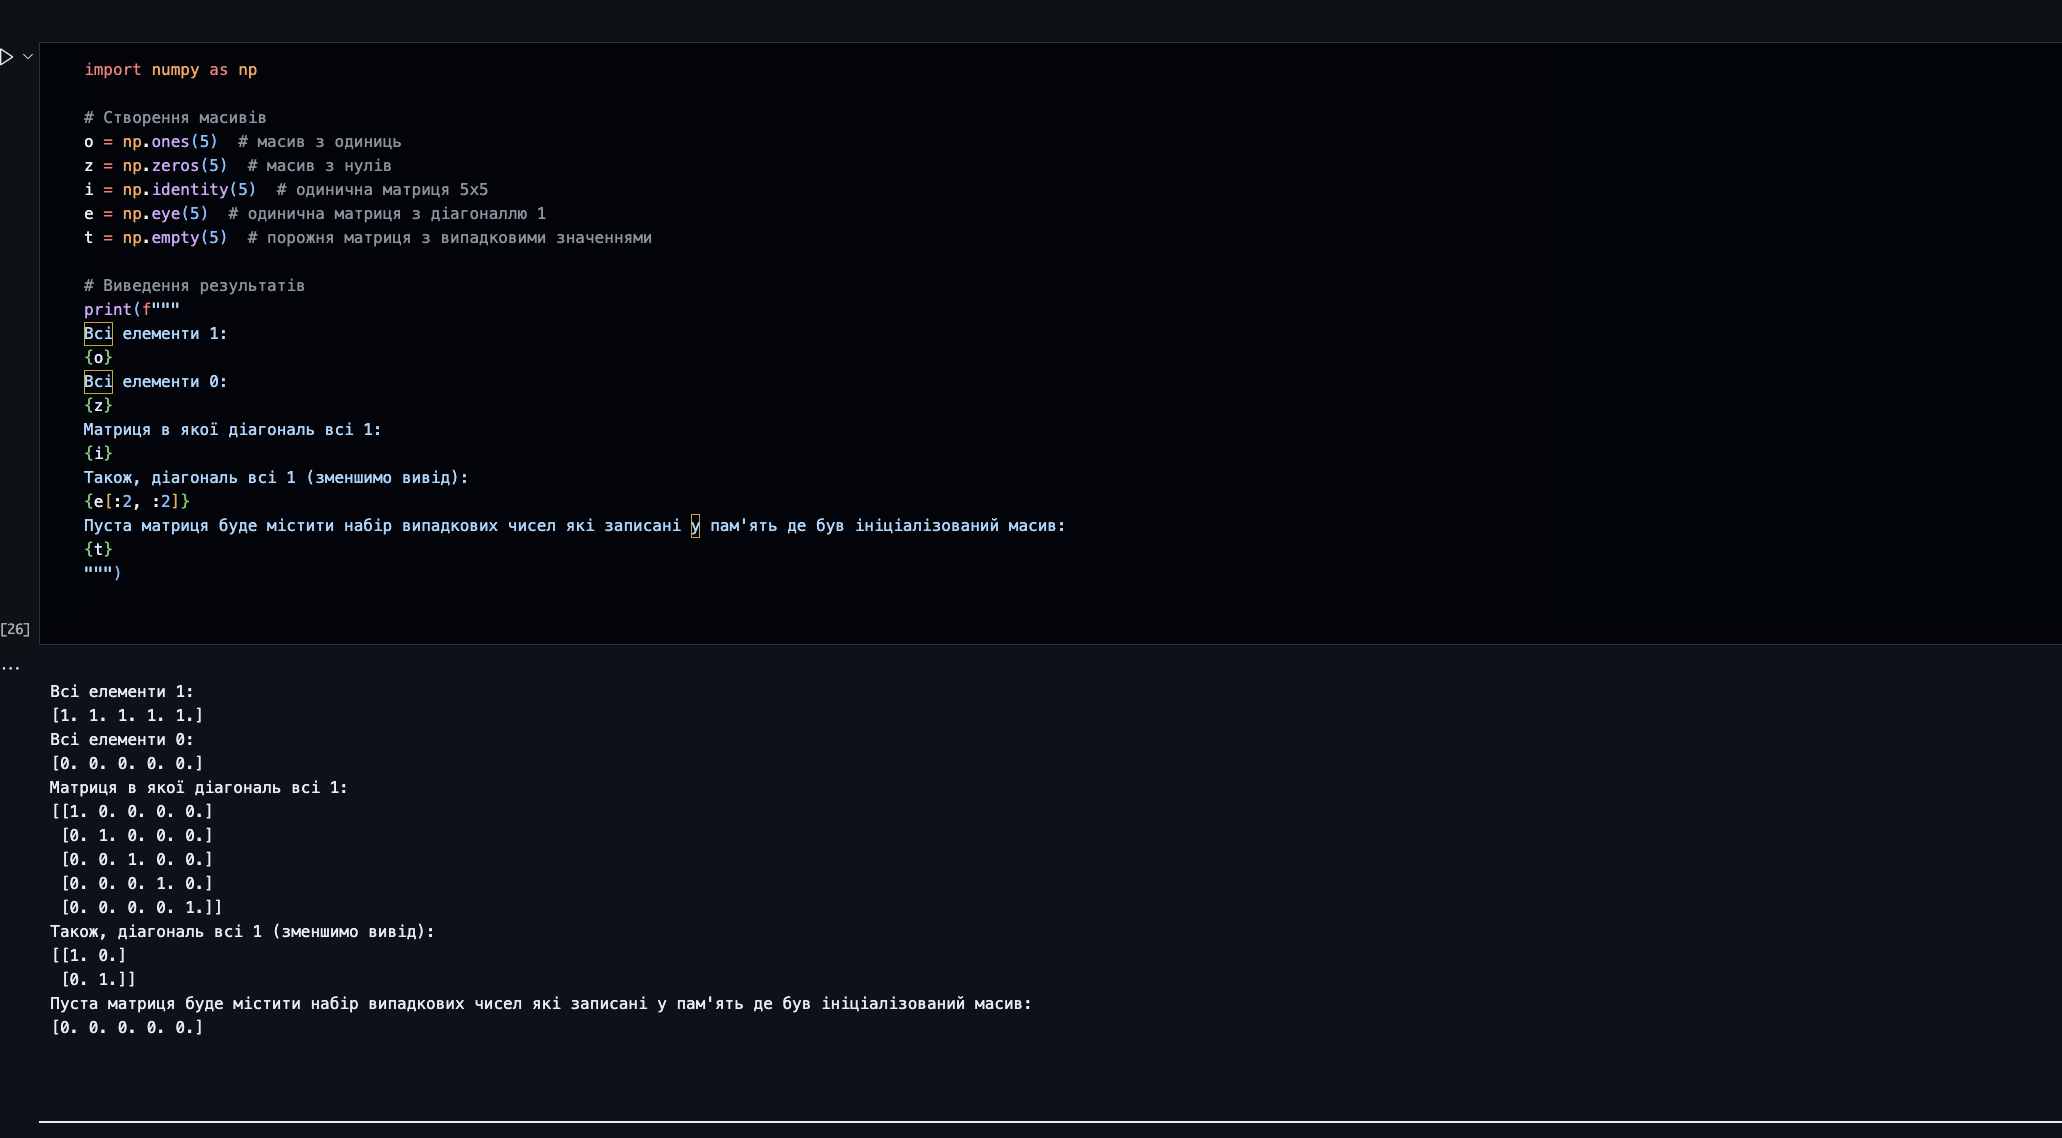 import numpy as np
# Створення масивів
o = np.ones(5)  # масив з одиниць
z = np.zeros(5)  # масив з нулів
i = np.identity(5)  # одинична матриця 5x5
e = np.eye(5)  # одинична матриця з діагоналлю 1
t = np.empty(5)  # порожня матриця з випадковими значеннями
# Виведення результатів
print(f"""
Всі елементи 1:
{o}
Всі елементи 0:
{z}
Матриця в якої діагональ всі 1:
{i}
Також, діагональ всі 1 (зменшимо вивід):
{e[:2, :2]}
Пуста матриця буде містити набір випадкових чисел які записані у пам'ять де був ініціалізований масив:
{t}
""")
[26]
...
Всі елементи 1:
[1. 1. 1. 1. 1.]
Всі елементи 0:
[0. 0. 0. 0. 0.]
Матриця в якої діагональ всі 1:
[[1. 0. 0. 0. 0.]
 [0. 1. 0. 0. 0.]
 [0. 0. 1. 0. 0.]
 [0. 0. 0. 1. 0.]
 [0. 0. 0. 0. 1.]]
Також, діагональ всі 1 (зменшимо вивід):
[[1. 0.]
 [0. 1.]]
Пуста матриця буде містити набір випадкових чисел які записані у пам'ять де був ініціалізований масив:
[0. 0. 0. 0. 0.]